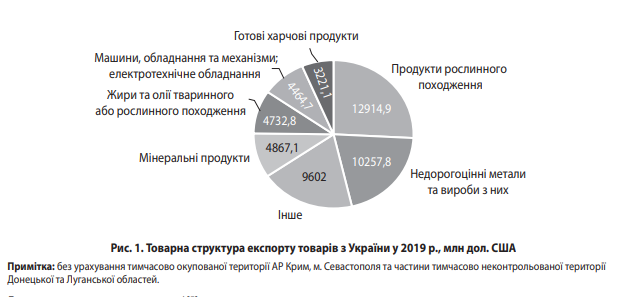 Готові харчові продукти
Машини, обладнання та механізми;
електротехнічне обладнання
Жири та олії тваринного
або рослинного походження
Мінеральні продукти
Інше
Продукти рослинного
походження
Недорогоцінні метали
та вироби з них
3221,1
4464,7
4732,8
4867,1
9602
10257,8
12914,9
Рис. 1. Товарна структура експорту товарів з України у 2019 р., млн дол. США
Примітка: без урахування тимчасово окупованої території АР Крим, м. Севастополя та частини тимчасово неконтрольованої території
Донецької та Луганської областей.